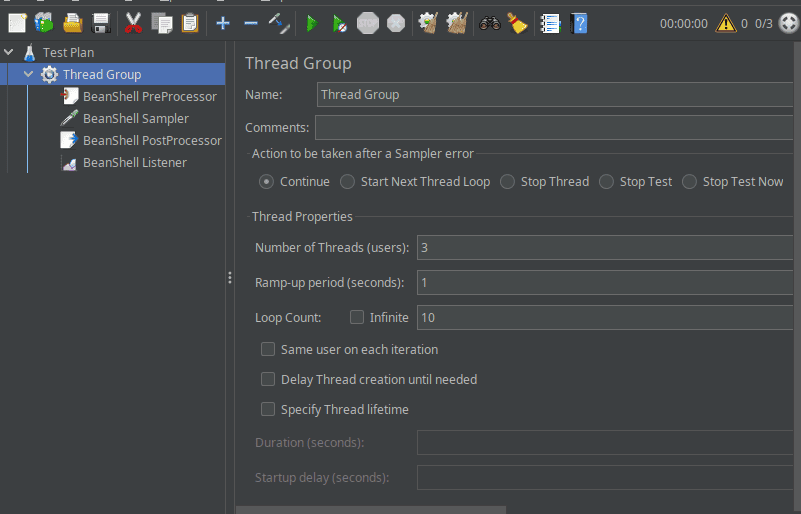 00:00:00 0 0/3
Test Plan
Thread Group
BeanShell PreProcessor
BeanShell Sampler
BeanShell PostProcessor
BeanShell Listener
Thread Group
Name: Thread Group
Comments:
Action to be taken after a Sampler error
Continue Start Next Thread Loop Stop Thread Stop Test Stop Test Now
Thread Properties
Number of Threads (users): 3
Ramp-up period (seconds): 1
Loop Count: Infinite 10
Same user on each iteration
Delay Thread creation until needed
Specify Thread lifetime
Duration (seconds):
Startup delay (seconds):